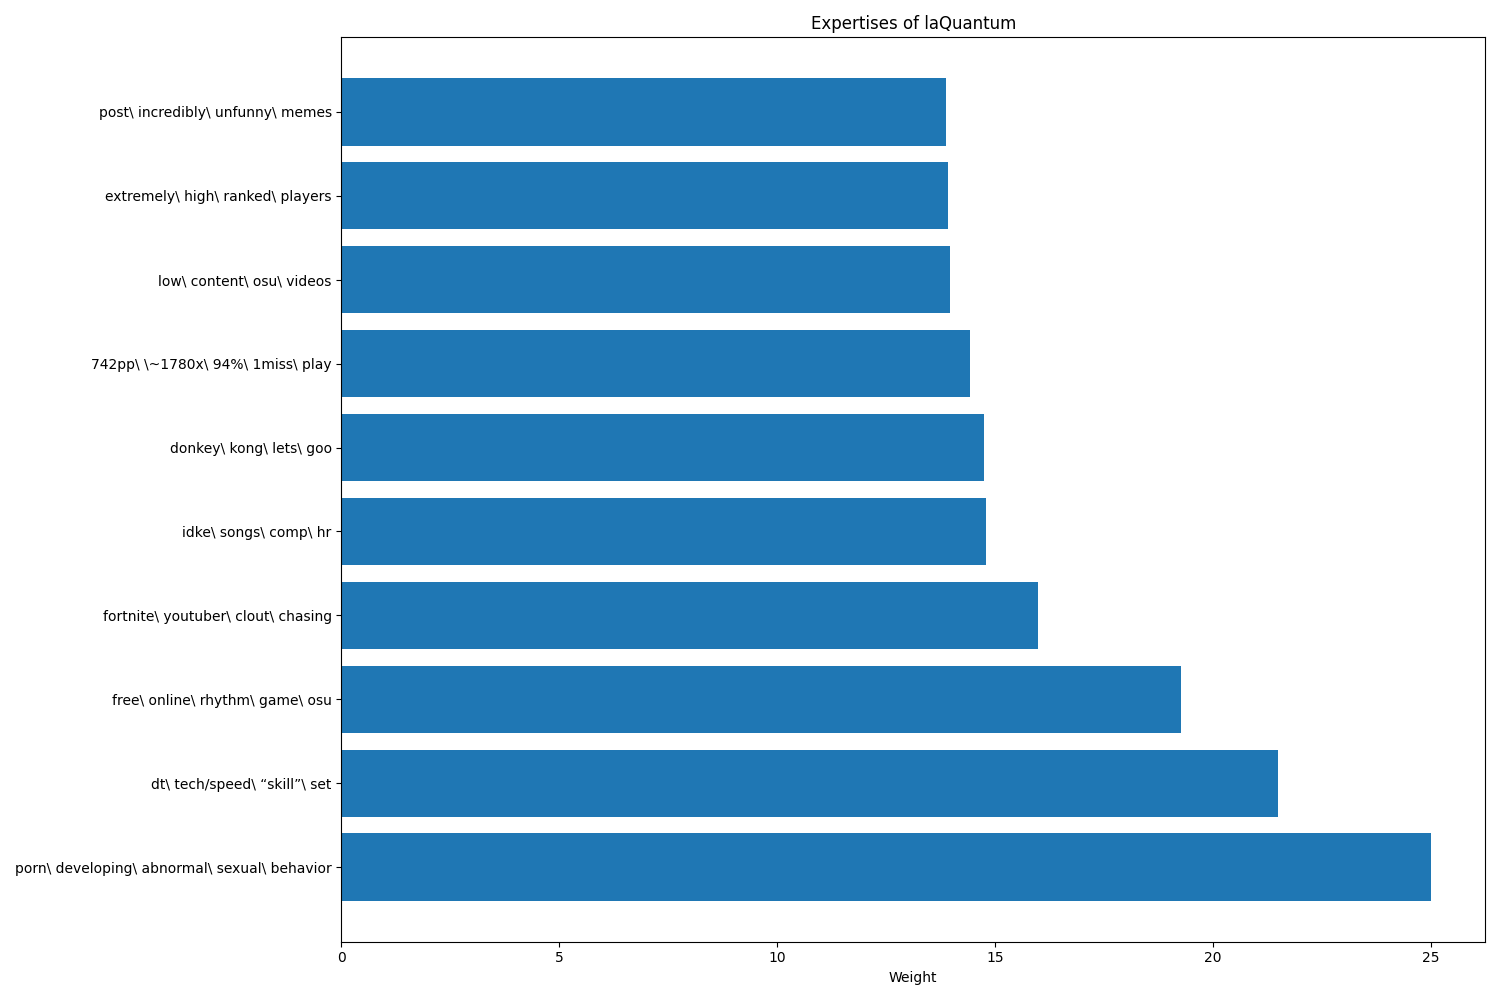 Expertises of laQuantum
post\ incredibly\ unfunny\ memes
extremely\ high\ ranked\ players
low\ content\ osu\ videos
742pp\ \~1780x\ 94%\ 1miss\ play
donkey\ kong\ lets\ goo
idke\ songs\ comp\ hr
fortnite\ youtuber\ clout\ chasing
free\ online\ rhythm\ game\ osu
dt\ tech/speed\ “skill”\ set
porn\ developing\ abnormal\ sexual\ behavior
0 5 10 15 20 25
Weight